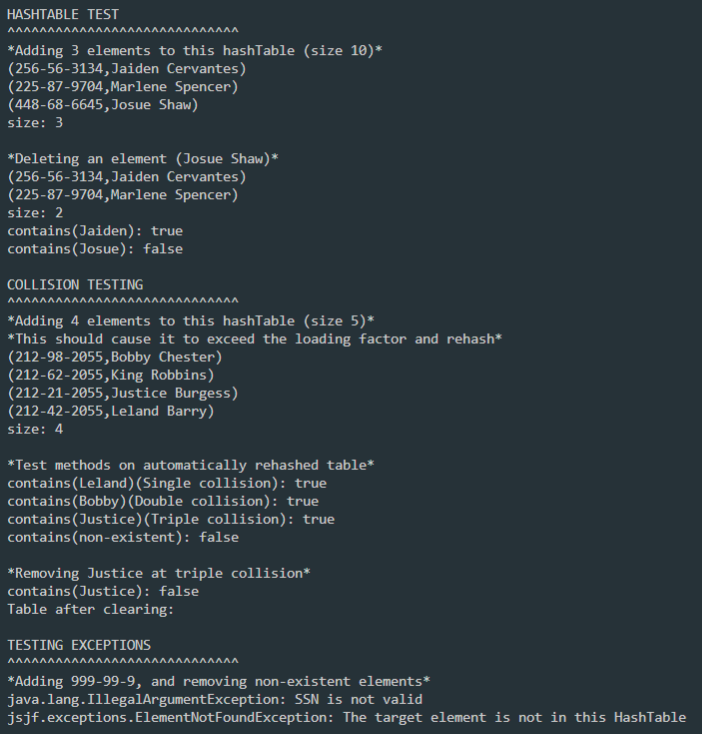 HASHTABLE TEST
^^^^^^^^^^^^^^^^^^^^^^^^^^^^^
*Adding 3 elements to this hashTable (size 10)*
(256-56-3134,Jaiden Cervantes)
(225-87-9704,Marlene Spencer)
(448-68-6645,Josue Shaw)
size: 3
*Deleting an element (Josue Shaw)*
(256-56-3134,Jaiden Cervantes)
(225-87-9704,Marlene Spencer)
size: 2
contains(Jaiden): true
contains(Josue): false
COLLISION TESTING
^^^^^^^^^^^^^^^^^^^^^^^^^^^^^
*Adding 4 elements to this hashTable (size 5)*
*This should cause it to exceed the loading factor and rehash*
(212-98-2055,Bobby Chester)
(212-62-2055,King Robbins)
(212-21-2055,Justice Burgess)
(212-42-2055,Leland Barry)
size: 4
*Test methods on automatically rehashed table*
contains(Leland)(Single collision): true
contains(Bobby)(Double collision): true
contains(Justice)(Triple collision): true
contains(non-existent): false
*Removing Justice at triple collision*
contains(Justice): false
Table after clearing:
TESTING EXCEPTIONS
^^^^^^^^^^^^^^^^^^^^^^^^^^^^^
*Adding 999-99-9, and removing non-existent elements*
java.lang.IllegalArgumentException: SSN is not valid
jsjf.exceptions.ElementNotFoundException: The target element is not in this HashTable